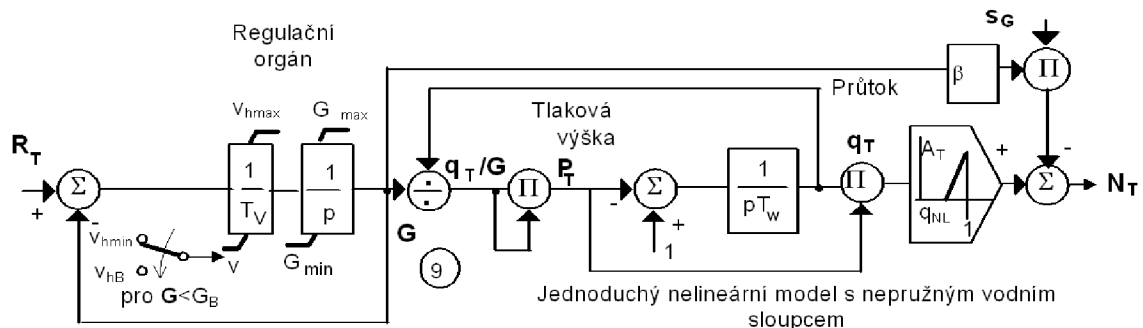 Regulační
orgán
s_G
β
Π
Průtok
v_hmax
G_max
Tlaková
výška
R_T
Σ
+
-
1
T_V
1
p
÷
q_T/G
Π
P_T
Σ
-
+
1
1
pT_w
q_T
Π
A_T
q_NL
1
+
-
Σ
N_T
G
9
v_hmin
v_hB
v
G_min
pro G<G_B
Jednoduchý nelineární model s nepružným vodním
sloupcem